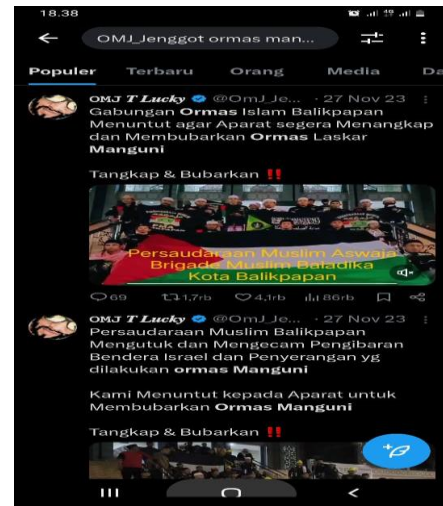 18.38
OMJ_Jenggot ormas man...
Populer Terbaru Orang Media Da
OMJ T Lucky @OmJ_Je... · 27 Nov 23
Gabungan Ormas Islam Balikpapan
Menuntut agar Aparat segera Menangkap
dan Membubarkan Ormas Laskar
Manguni
Tangkap & Bubarkan ‼️
Persaudaraan Muslim Aswaja
Brigade Muslim Baladika
Kota Balikpapan
69 1,7rb 4,1rb 86rb
OMJ T Lucky @OmJ_Je... · 27 Nov 23
Persaudaraan Muslim Balikpapan
Mengutuk dan Mengecam Pengibaran
Bendera Israel dan Penyerangan yg
dilakukan ormas Manguni
Kami Menuntut kepada Aparat untuk
Membubarkan Ormas Manguni
Tangkap & Bubarkan ‼️